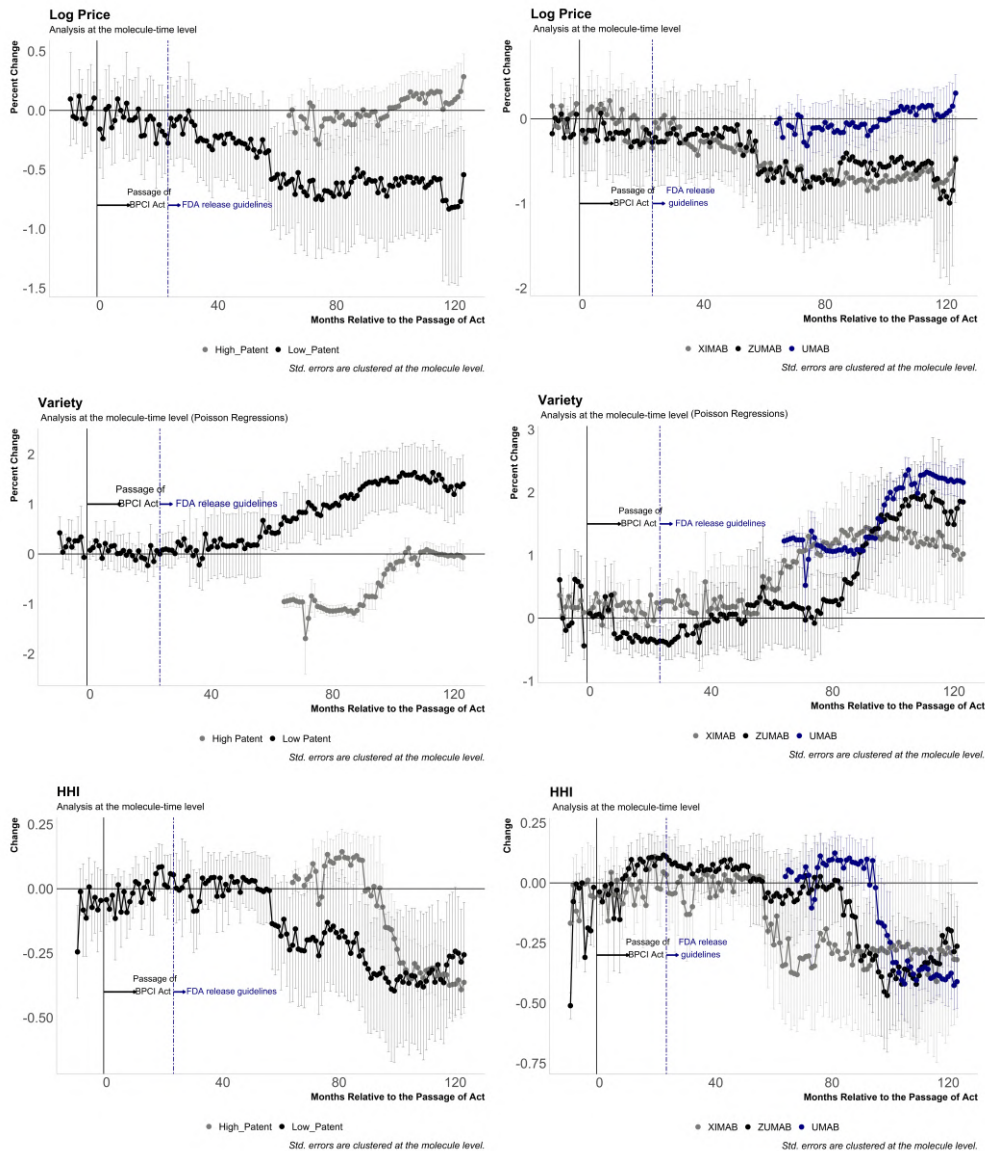 Log Price
Analysis at the molecule-time level
Percent Change
0.5
0.0
-0.5
-1.0
-1.5
Passage of
BPCI Act
FDA release guidelines
0
40
80
120
Months Relative to the Passage of Act
High_Patent
Low_Patent
Std. errors are clustered at the molecule level.
Log Price
Analysis at the molecule-time level
Percent Change
0
-1
-2
Passage of
BPCI Act
FDA release
guidelines
0
40
80
120
Months Relative to the Passage of Act
XIMAB
ZUMAB
UMAB
Std. errors are clustered at the molecule level.
Variety
Analysis at the molecule-time level (Poisson Regressions)
Percent Change
2
1
0
-1
-2
Passage of
BPCI Act
FDA release guidelines
0
40
80
120
Months Relative to the Passage of Act
High Patent
Low Patent
Std. errors are clustered at the molecule level.
Variety
Analysis at the molecule-time level (Poisson Regressions)
Percent Change
3
2
1
0
-1
Passage of
BPCI Act
FDA release guidelines
0
40
80
120
Months Relative to the Passage of Act
XIMAB
ZUMAB
UMAB
Std. errors are clustered at the molecule level.
HHI
Analysis at the molecule-time level
Change
0.25
0.00
-0.25
-0.50
Passage of
BPCI Act
FDA release guidelines
0
40
80
120
Months Relative to the Passage of Act
High_Patent
Low_Patent
Std. errors are clustered at the molecule level.
HHI
Analysis at the molecule-time level
Change
0.25
0.00
-0.25
-0.50
-0.75
Passage of
BPCI Act
FDA release
guidelines
0
40
80
120
Months Relative to the Passage of Act
XIMAB
ZUMAB
UMAB
Std. errors are clustered at the molecule level.